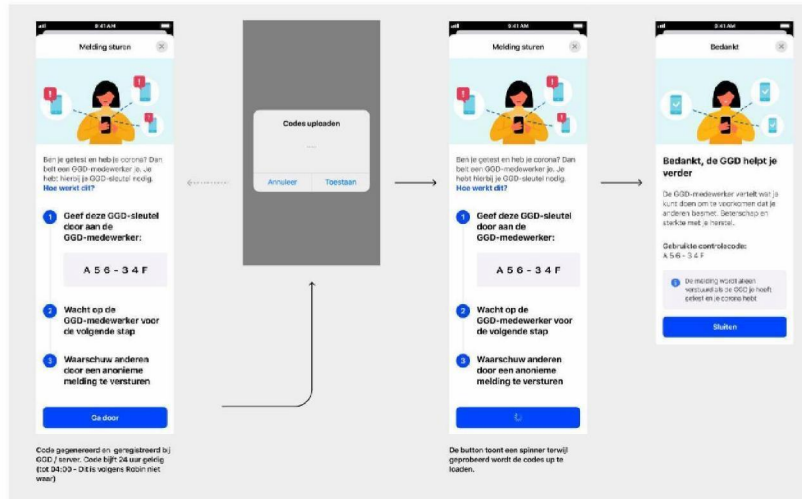 9:41 AM
Melding sturen
Ben je getest en heb je corona? Dan
belt een GGD-medewerker je. Je
hebt hierbij je GGD-sleutel nodig.
Hoe werkt dit?
1 Geef deze GGD-sleutel
door aan de
GGD-medewerker:
A 5 6 - 3 4 F
2 Wacht op de
GGD-medewerker voor
de volgende stap
3 Waarschuw anderen
door een anonieme
melding te versturen
Ga door
Code gegenereerd en geregistreerd bij
GGD / server. Code bijft 24 uur geldig
(tot 04:00 - Dit is volgens Robin niet
waar)
Codes uploaden
....
Annuleer Toestaan
9:41 AM
Melding sturen
Ben je getest en heb je corona? Dan
belt een GGD-medewerker je. Je
hebt hierbij je GGD-sleutel nodig.
Hoe werkt dit?
1 Geef deze GGD-sleutel
door aan de
GGD-medewerker:
A 5 6 - 3 4 F
2 Wacht op de
GGD-medewerker voor
de volgende stap
3 Waarschuw anderen
door een anonieme
melding te versturen
De button toont een spinner terwijl
geprobeerd wordt de codes up te
loaden.
9:41 AM
Bedankt
Bedankt, de GGD helpt je
verder
De GGD-medewerker vertelt wat je
kunt doen om te voorkomen dat je
anderen besmet. Beterschap en
sterkte met je herstel.
Gebruikte controlecode:
A 5 6 - 3 4 F
De melding wordt alleen
verstuurd als de GGD je heeft
getest en je corona hebt
Sluiten